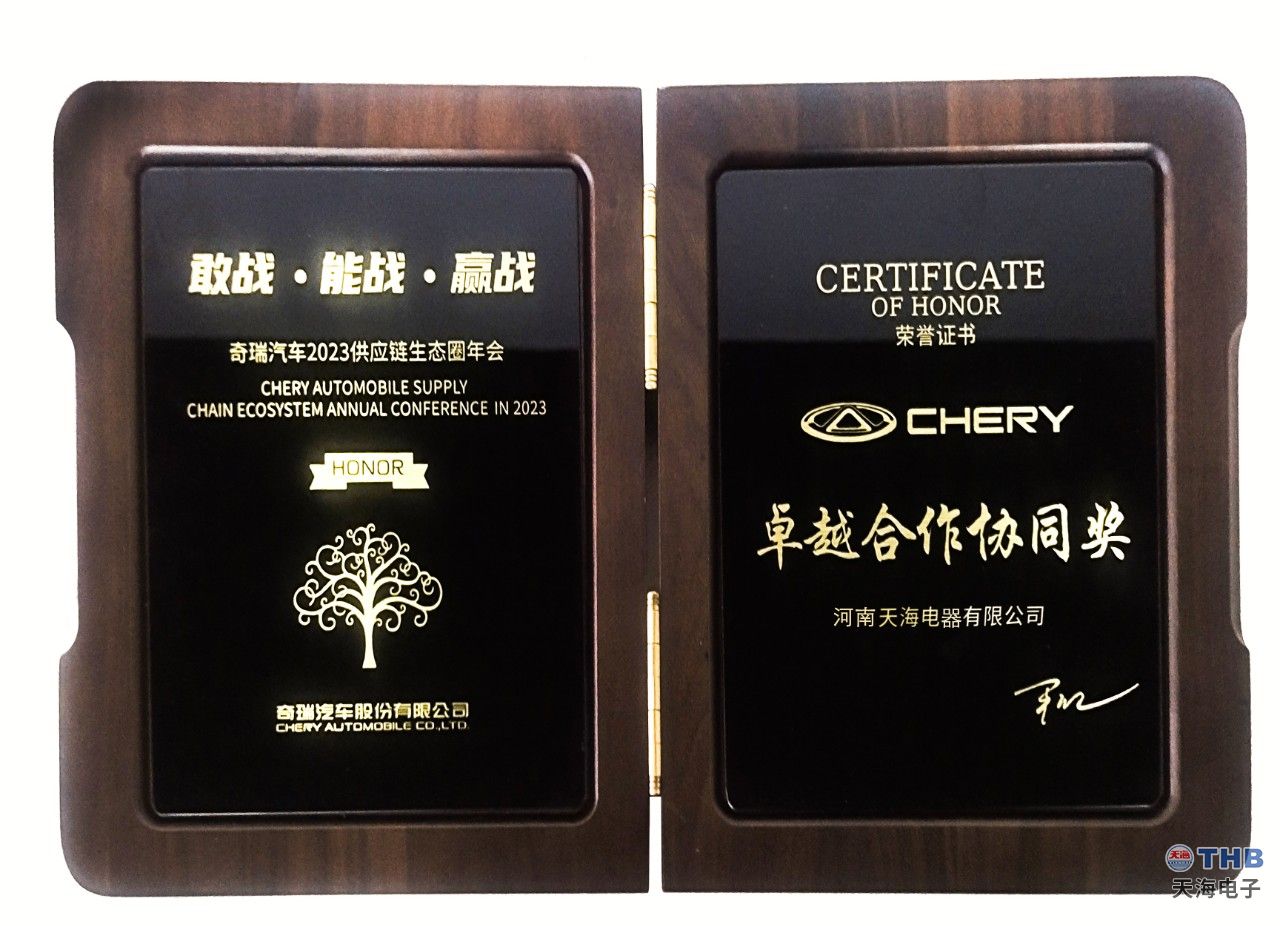 敢战·能战·赢战
奇瑞汽车2023供应链生态圈年会
CHERY AUTOMOBILE SUPPLY
CHAIN ECOSYSTEM ANNUAL CONFERENCE IN 2023
HONOR
奇瑞汽车股份有限公司
CHERY AUTOMOBILE CO.,LTD.
CERTIFICATE
OF HONOR
荣誉证书
CHERY
卓越合作协同奖
河南天海电器有限公司
天海 THB
天海电子